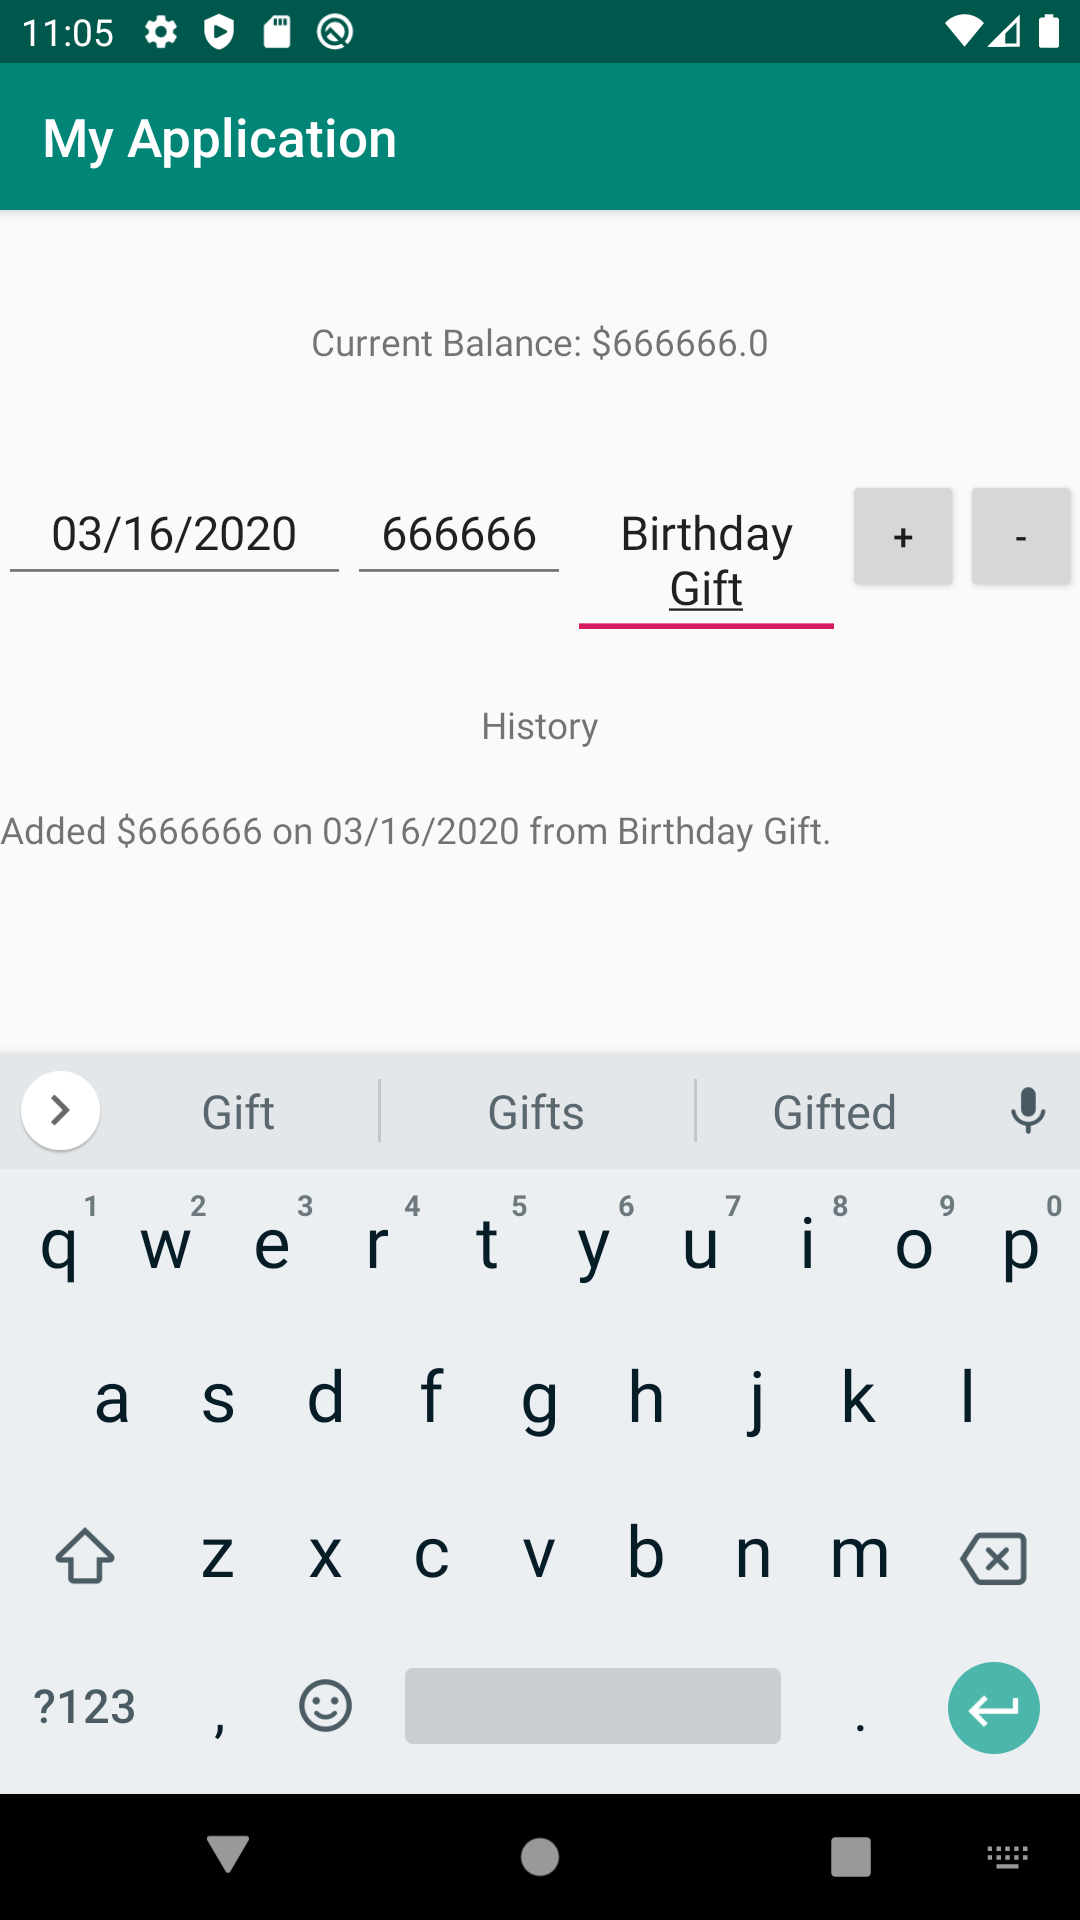 11:05
My Application
Current Balance: $666666.0
03/16/2020 666666 Birthday + -
Gift
History
Added $666666 on 03/16/2020 from Birthday Gift.
Gift Gifts Gifted
1 2 3 4 5 6 7 8 9 0
q w e r t y u i o p
a s d f g h j k l
z x c v b n m
?123 , .